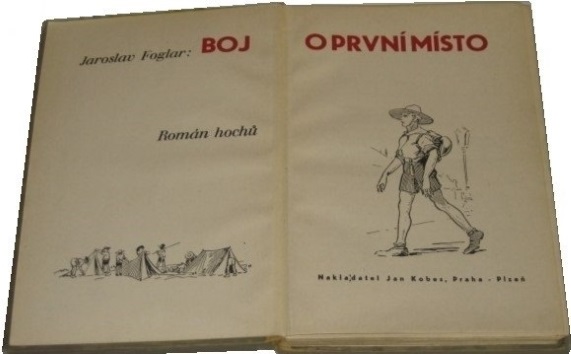 Jaroslav Foglar: BOJ O PRVNÍ MÍSTO
Román hochů
Nakladatel Jan Kobes, Praha - Plzeň